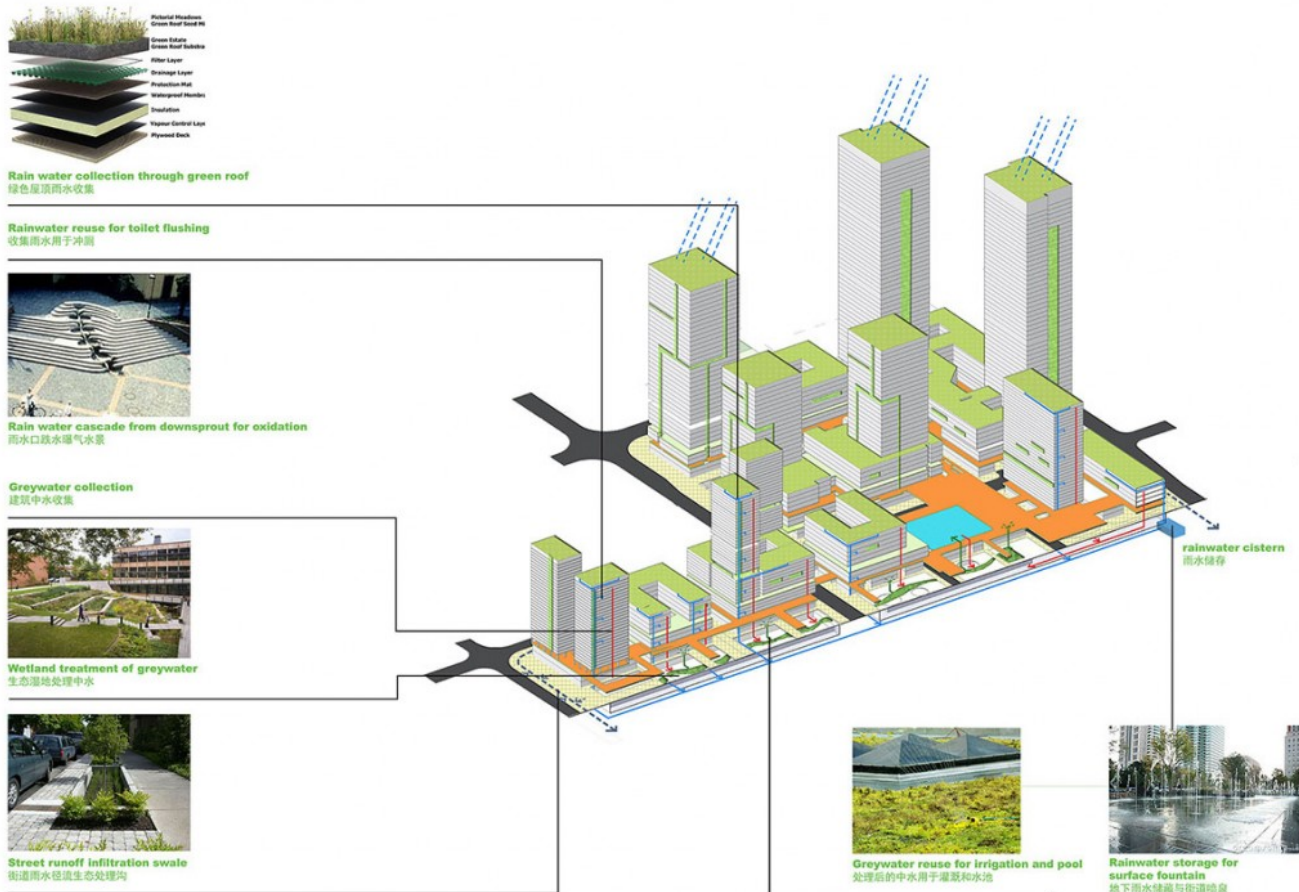 Pictorial Meadows
Green Roof Seed Mi
Green Estate
Green Roof Substra
Filter Layer
Drainage Layer
Protection Mat
Waterproof Membra
Insulation
Vapour Control Laye
Plywood Deck
Rain water collection through green roof
绿色屋顶雨水收集
Rainwater reuse for toilet flushing
收集雨水用于冲厕
Rain water cascade from downsprout for oxidation
雨水口跌水曝气水景
Greywater collection
建筑中水收集
Wetland treatment of greywater
生态湿地处理中水
Street runoff infiltration swale
街道雨水径流生态处理沟
rainwater cistern
雨水储存
Greywater reuse for irrigation and pool
处理后的中水用于灌溉和水池
Rainwater storage for
surface fountain
地下雨水储藏与街道喷泉